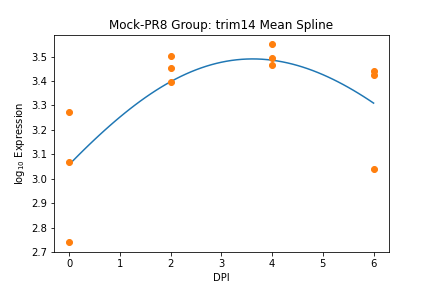 Mock-PR8 Group: trim14 Mean Spline
log₁₀ Expression
3.5
3.4
3.3
3.2
3.1
3.0
2.9
2.8
2.7
0 1 2 3 4 5 6
DPI